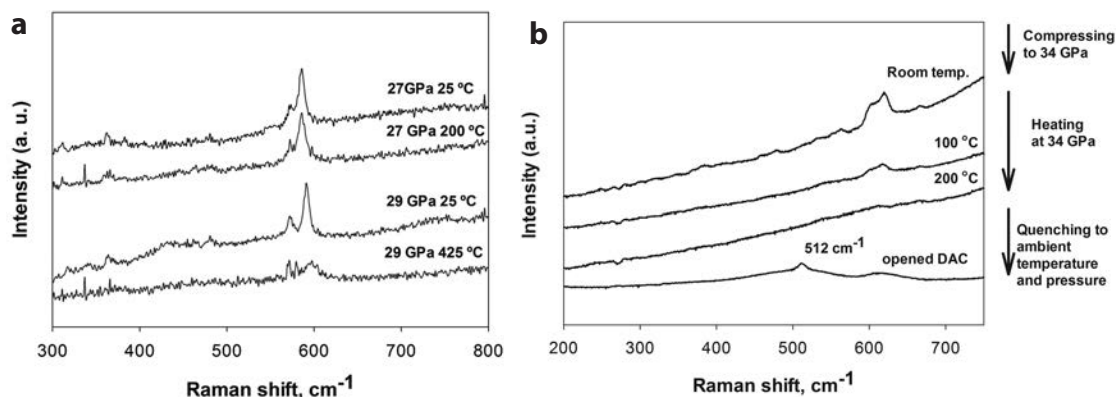 a
Intensity (a. u.)
27GPa 25 ºC
27 GPa 200 ºC
29 GPa 25 ºC
29 GPa 425 ºC
300 400 500 600 700 800
Raman shift, cm-1
b
Intensity (a.u.)
Room temp.
100 °C
200 °C
512 cm-1
opened DAC
200 300 400 500 600 700
Raman shift, cm-1
Compressing
to 34 GPa
Heating
at 34 GPa
Quenching to
ambient
temperature
and pressure